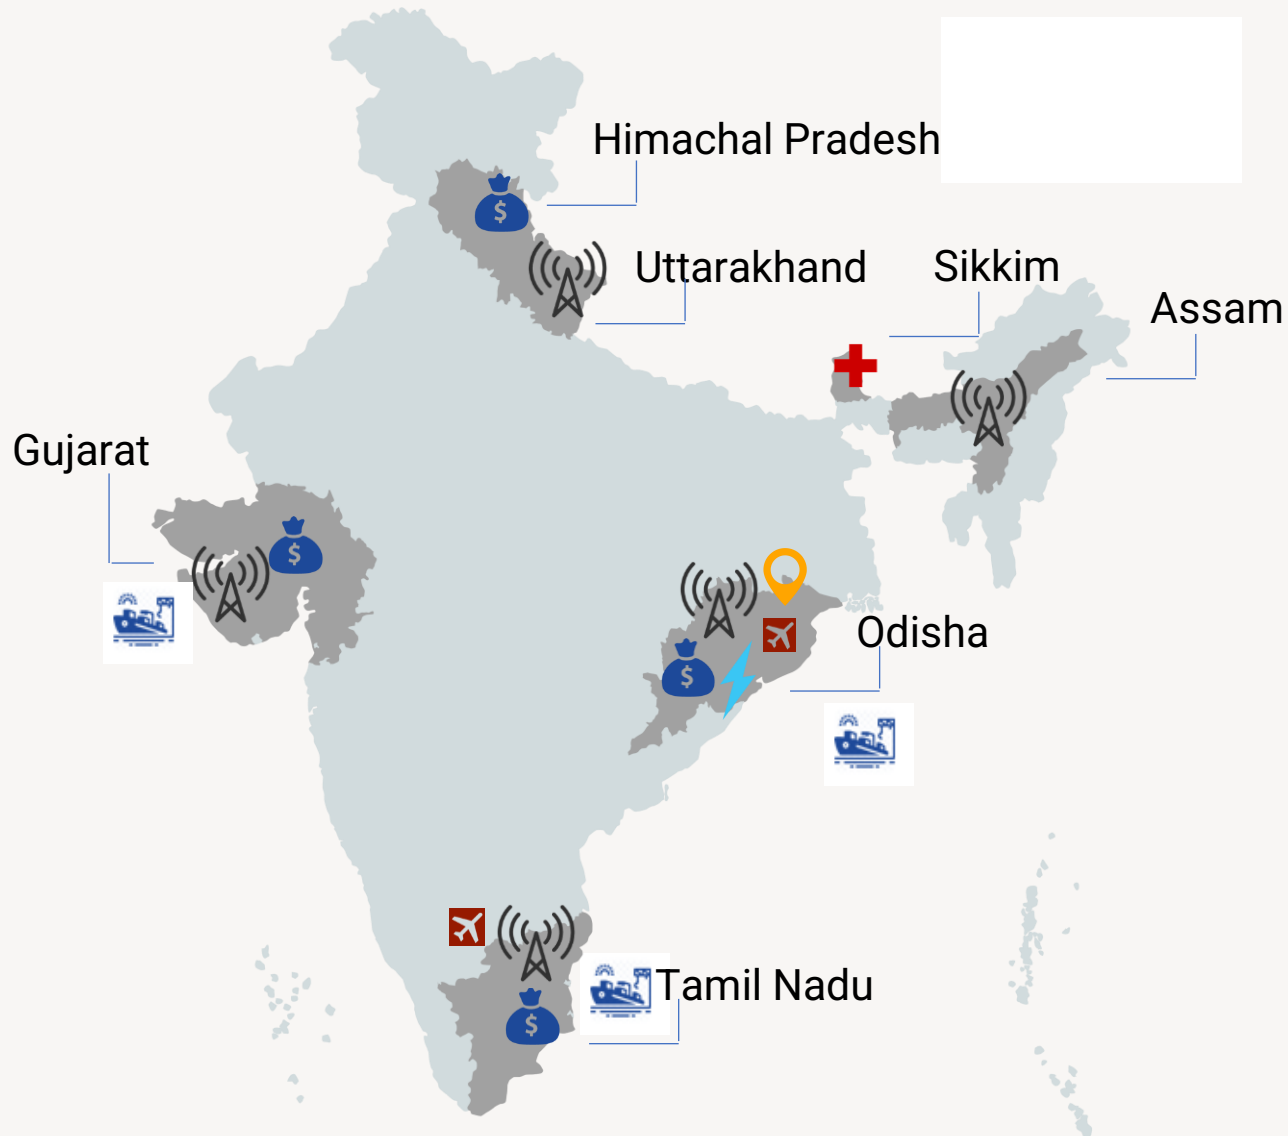 Himachal Pradesh
Uttarakhand
Sikkim
Assam
Gujarat
$
$
$
Odisha
$
Tamil Nadu